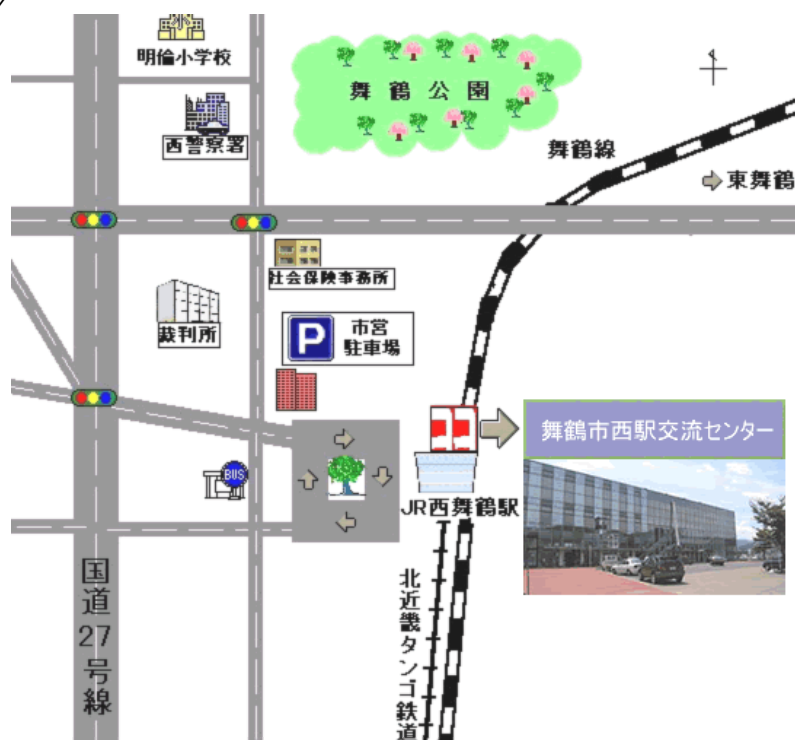 明倫小学校
舞鶴公園
西警察署
舞鶴線
東舞鶴
社会保険事務所
裁判所
P
市営
駐車場
舞鶴市西駅交流センター
BUS
JR西舞鶴駅
国道27号線
北近畿タンゴ鉄道